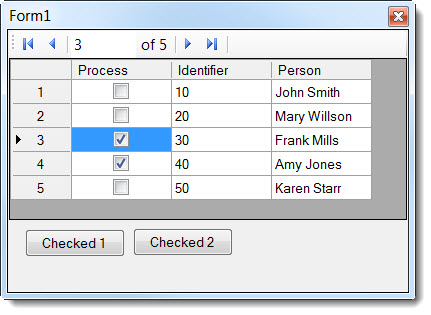 Form1
3 of 5
Process Identifier Person
1 10 John Smith
2 20 Mary Willson
3 30 Frank Mills
4 40 Amy Jones
5 50 Karen Starr
Checked 1 Checked 2